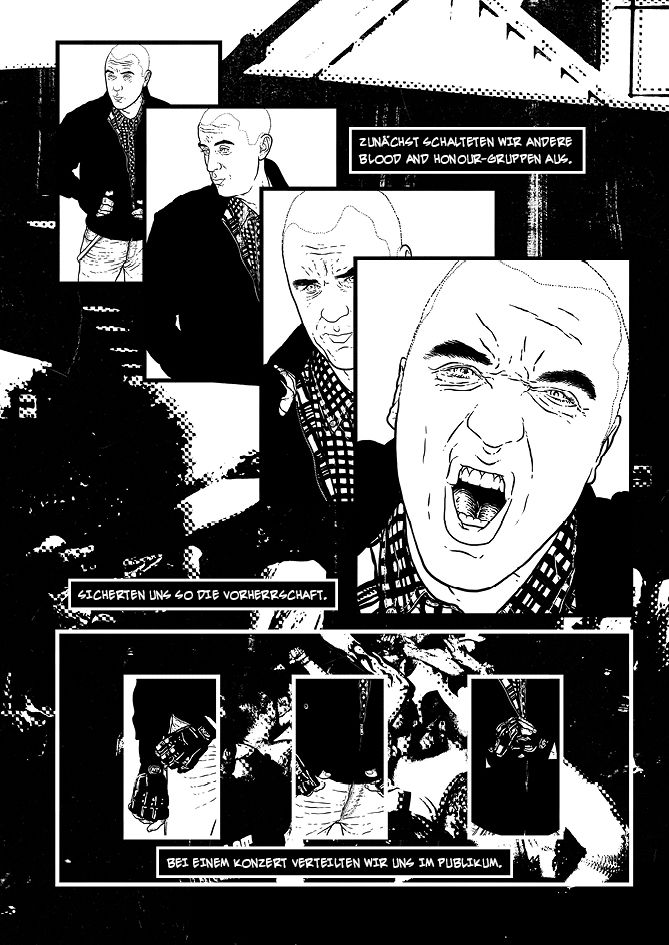 ZUNÄCHST SCHALTETEN WIR ANDERE
BLOOD AND HONOUR-GRUPPEN AUS.
SICHERTEN UNS SO DIE VORHERRSCHAFT.
BEI EINEM KONZERT VERTEILTEN WIR UNS IM PUBLIKUM.